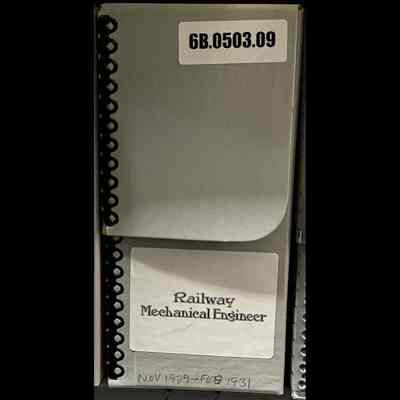 6B.0503.09
Railway
Mechanical Engineer
NOV 1929-FEB 1931